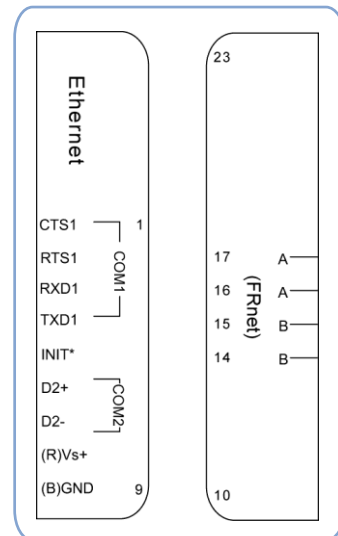 Ethernet
CTS1 1
RTS1
RXD1
TXD1
COM1
INIT*
D2+
D2-
COM2
(R)Vs+
(B)GND 9
23
17 A
16 A
15 B
14 B
(FRnet)
10